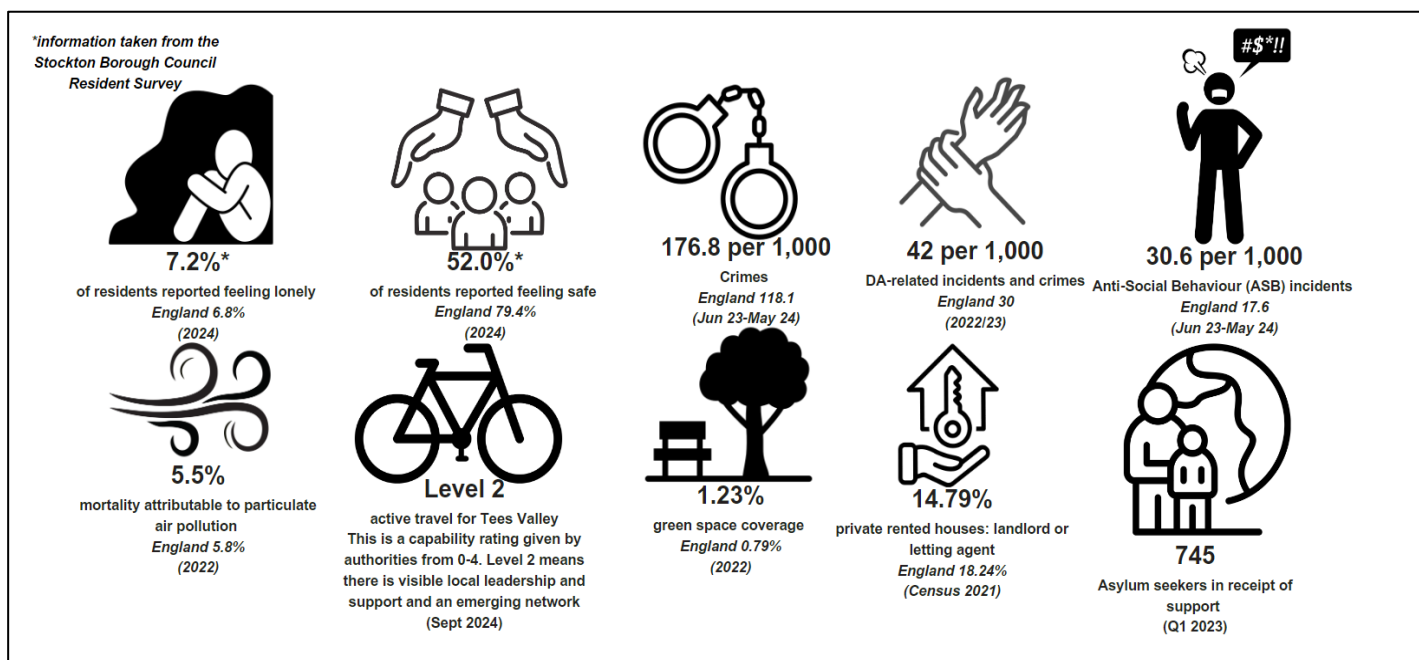 *information taken from the
Stockton Borough Council
Resident Survey
#$*!!
7.2%*
of residents reported feeling lonely
England 6.8%
(2024)
52.0%*
of residents reported feeling safe
England 79.4%
(2024)
176.8 per 1,000
Crimes
England 118.1
(Jun 23-May 24)
42 per 1,000
DA-related incidents and crimes
England 30
(2022/23)
30.6 per 1,000
Anti-Social Behaviour (ASB) incidents
England 17.6
(Jun 23-May 24)
5.5%
mortality attributable to particulate
air pollution
England 5.8%
(2022)
Level 2
active travel for Tees Valley
This is a capability rating given by
authorities from 0-4. Level 2 means
there is visible local leadership and
support and an emerging network
(Sept 2024)
1.23%
green space coverage
England 0.79%
(2022)
14.79%
private rented houses: landlord or
letting agent
England 18.24%
(Census 2021)
745
Asylum seekers in receipt of
support
(Q1 2023)